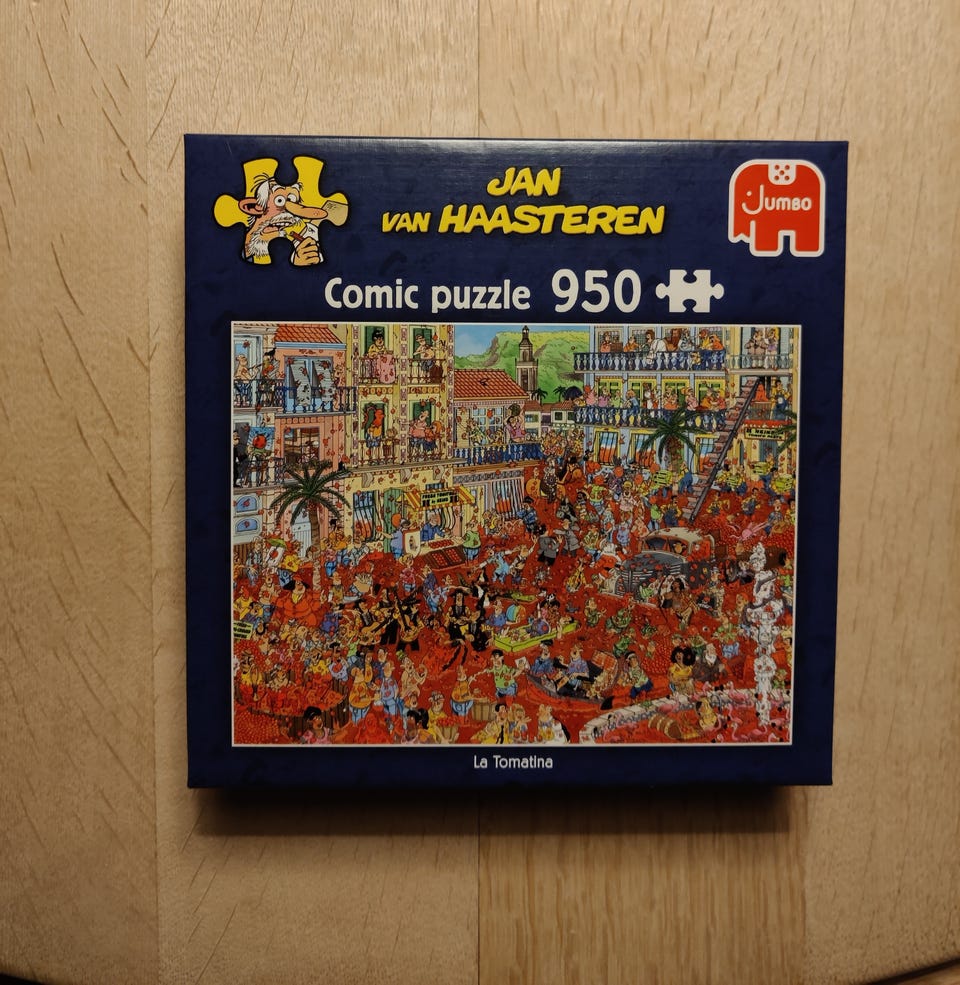 JAN
VAN HAASTEREN
Jumbo
Comic puzzle 950
La Tomatina